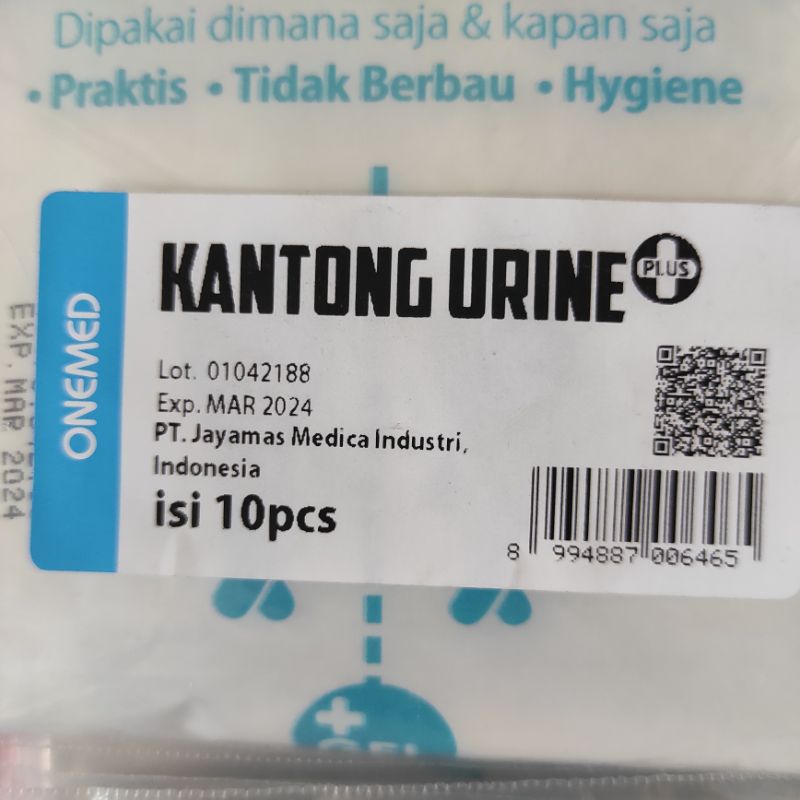 Dipakai dimana saja & kapan saja
• Praktis • Tidak Berbau • Hygiene
ONEMED
KANTONG URINE PLUS
Lot. 01042188
Exp. MAR 2024
PT. Jayamas Medica Industri,
Indonesia
isi 10pcs
8 994887 006465
EXP. MAR 2024
GEL